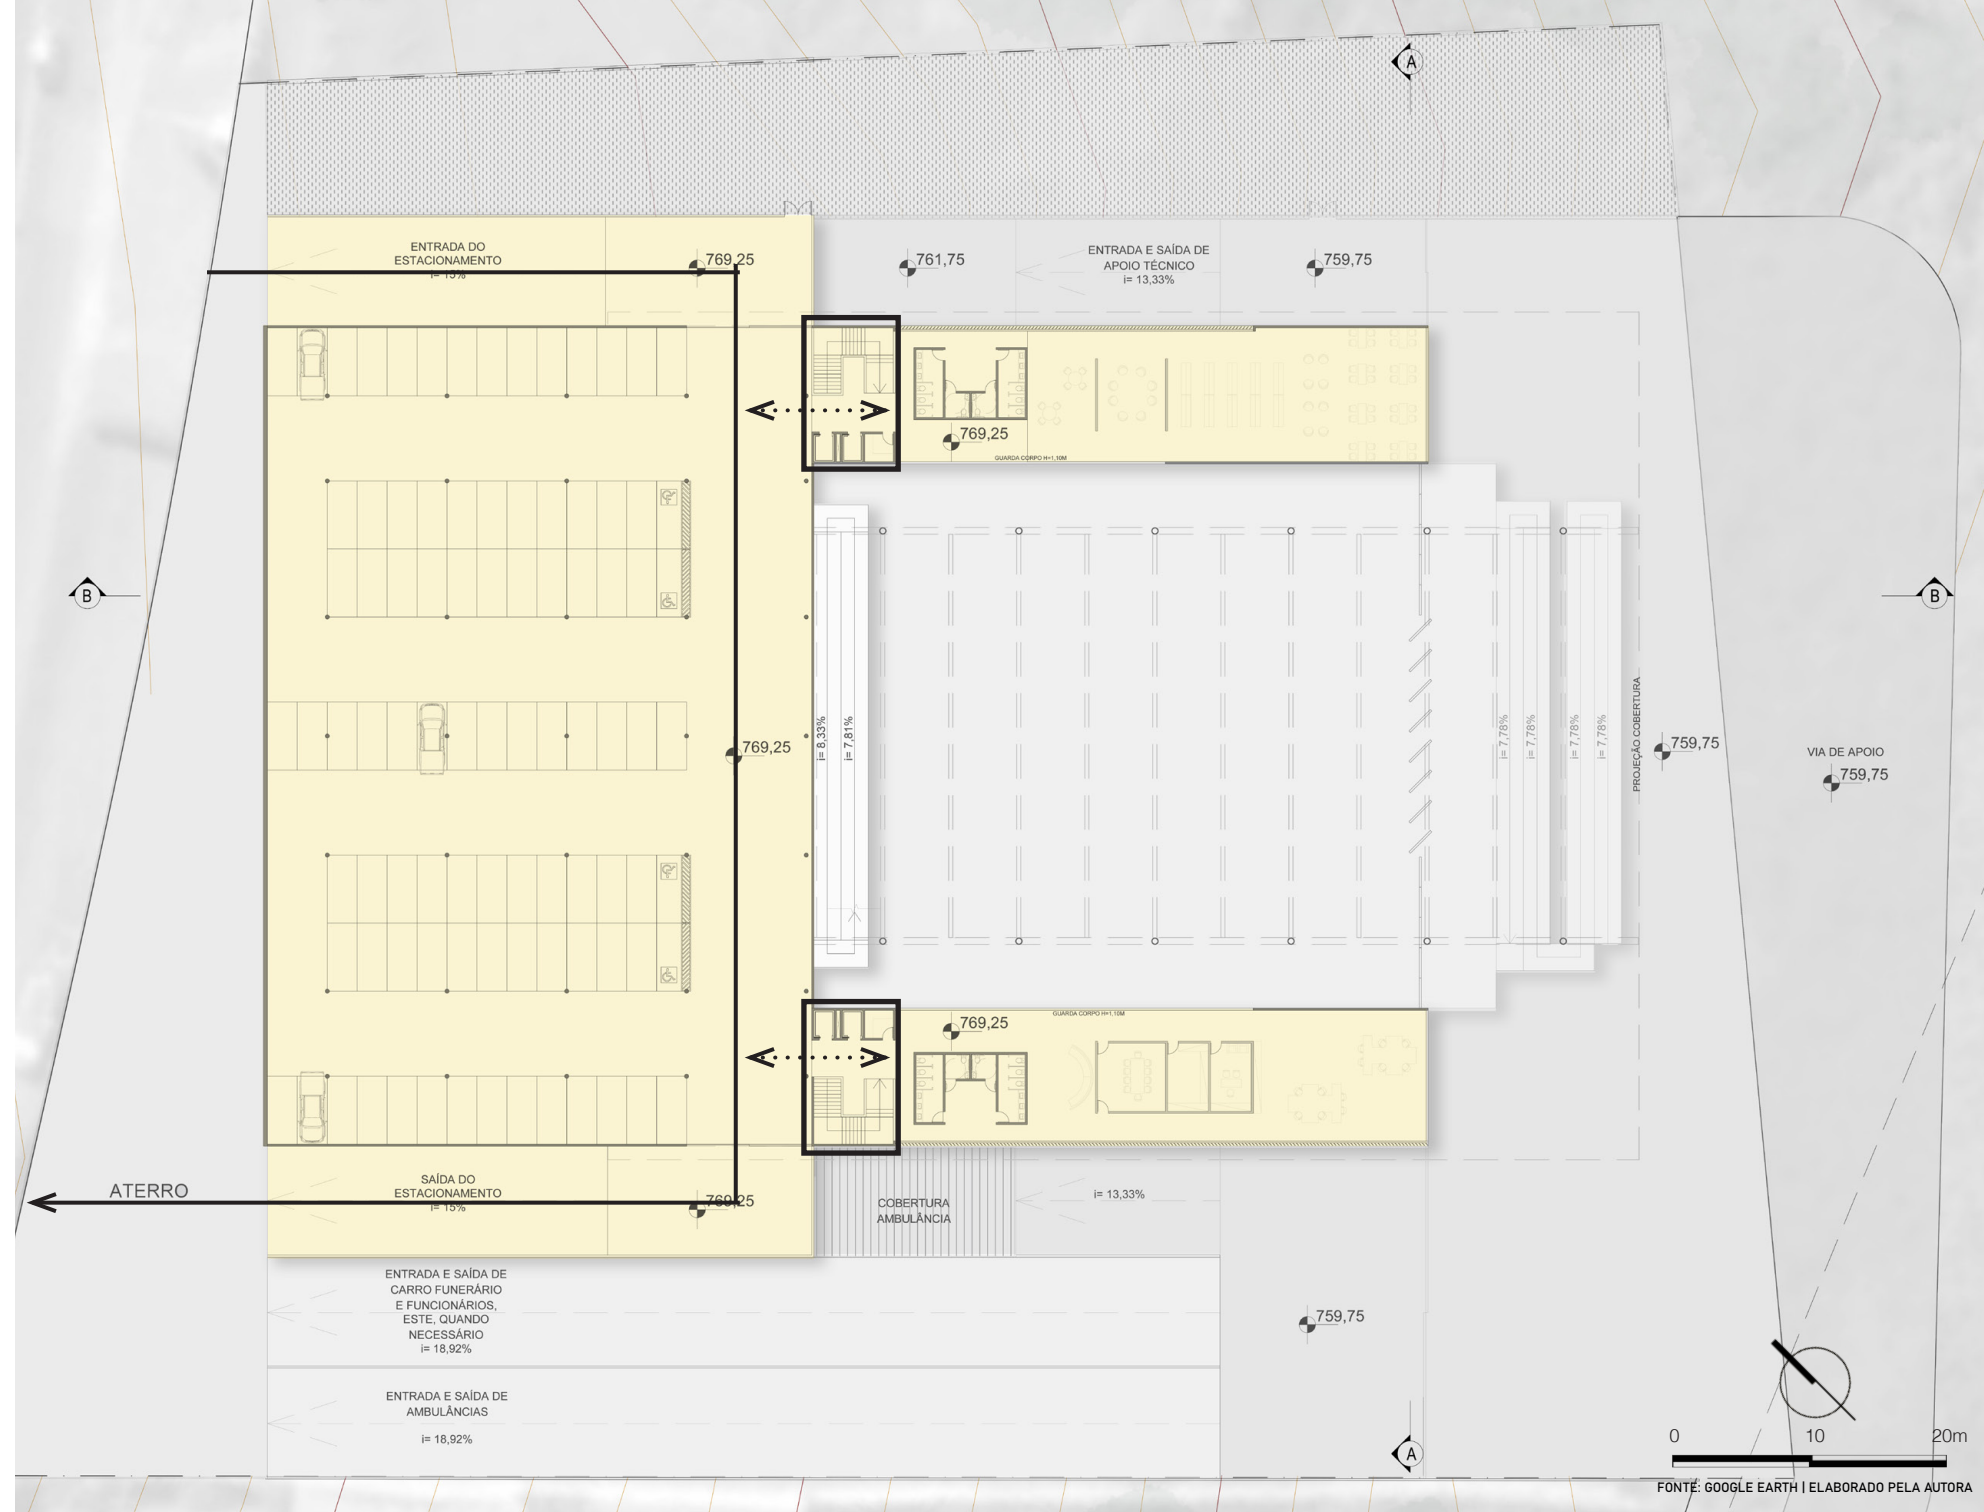 A
ENTRADA DO
ESTACIONAMENTO
i= 15%
769,25
761,75
ENTRADA E SAÍDA DE
APOIO TÉCNICO
i= 13,33%
759,75
769,25
GUARDA CORPO H=1,10M
B
B
i= 8,33%
i= 7,81%
769,25
i= 7,78%
i= 7,78%
i= 7,78%
i= 7,78%
PROJEÇÃO COBERTURA
759,75
VIA DE APOIO
759,75
769,25
GUARDA CORPO H=1,10M
ATERRO
SAÍDA DO
ESTACIONAMENTO
i= 15%
769,25
COBERTURA
AMBULÂNCIA
i= 13,33%
ENTRADA E SAÍDA DE
CARRO FUNERÁRIO
E FUNCIONÁRIOS,
ESTE, QUANDO
NECESSÁRIO
i= 18,92%
759,75
ENTRADA E SAÍDA DE
AMBULÂNCIAS
i= 18,92%
A
0 10 20m
FONTE: GOOGLE EARTH | ELABORADO PELA AUTORA